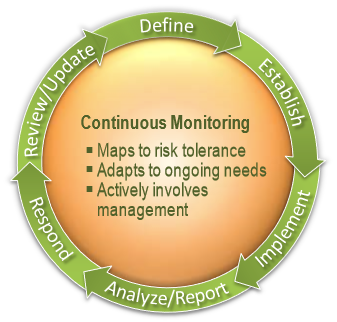 Define
Establish
Implement
Analyze/Report
Respond
Review/Update
Continuous Monitoring
▪ Maps to risk tolerance
▪ Adapts to ongoing needs
▪ Actively involves
management